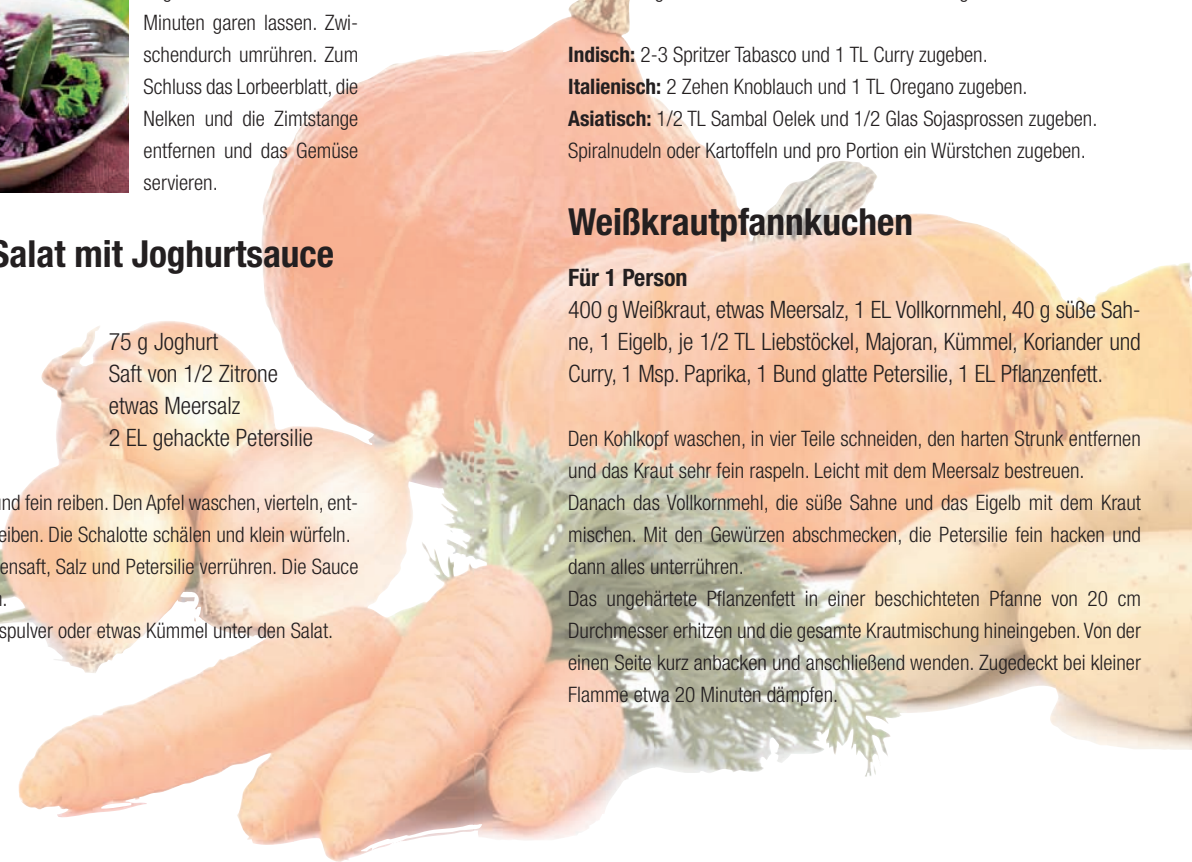 Minuten garen lassen. Zwi-
schendurch umrühren. Zum
Schluss das Lorbeerblatt, die
Nelken und die Zimtstange
entfernen und das Gemüse
servieren.
Salat mit Joghurtsauce
75 g Joghurt
Saft von 1/2 Zitrone
etwas Meersalz
2 EL gehackte Petersilie
und fein reiben. Den Apfel waschen, vierteln, ent-
eiben. Die Schalotte schälen und klein würfeln.
ensaft, Salz und Petersilie verrühren. Die Sauce
spulver oder etwas Kümmel unter den Salat.
Indisch: 2-3 Spritzer Tabasco und 1 TL Curry zugeben.
Italienisch: 2 Zehen Knoblauch und 1 TL Oregano zugeben.
Asiatisch: 1/2 TL Sambal Oelek und 1/2 Glas Sojasprossen zugeben.
Spiralnudeln oder Kartoffeln und pro Portion ein Würstchen zugeben.
Weißkrautpfannkuchen
Für 1 Person
400 g Weißkraut, etwas Meersalz, 1 EL Vollkornmehl, 40 g süße Sah-
ne, 1 Eigelb, je 1/2 TL Liebstöckel, Majoran, Kümmel, Koriander und
Curry, 1 Msp. Paprika, 1 Bund glatte Petersilie, 1 EL Pflanzenfett.
Den Kohlkopf waschen, in vier Teile schneiden, den harten Strunk entfernen
und das Kraut sehr fein raspeln. Leicht mit dem Meersalz bestreuen.
Danach das Vollkornmehl, die süße Sahne und das Eigelb mit dem Kraut
mischen. Mit den Gewürzen abschmecken, die Petersilie fein hacken und
dann alles unterrühren.
Das ungehärtete Pflanzenfett in einer beschichteten Pfanne von 20 cm
Durchmesser erhitzen und die gesamte Krautmischung hineingeben. Von der
einen Seite kurz anbacken und anschließend wenden. Zugedeckt bei kleiner
Flamme etwa 20 Minuten dämpfen.